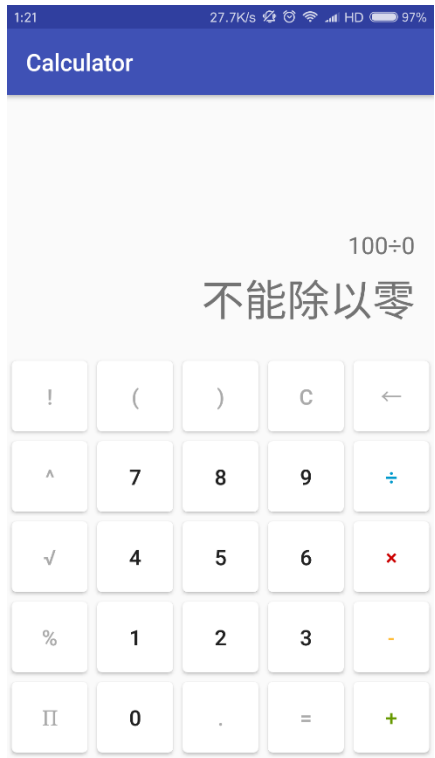 1:21 27.7K/s HD 97%
Calculator
100÷0
不能除以零
! ( ) C ←
^ 7 8 9 ÷
√ 4 5 6 ×
% 1 2 3 -
Π 0 . = +